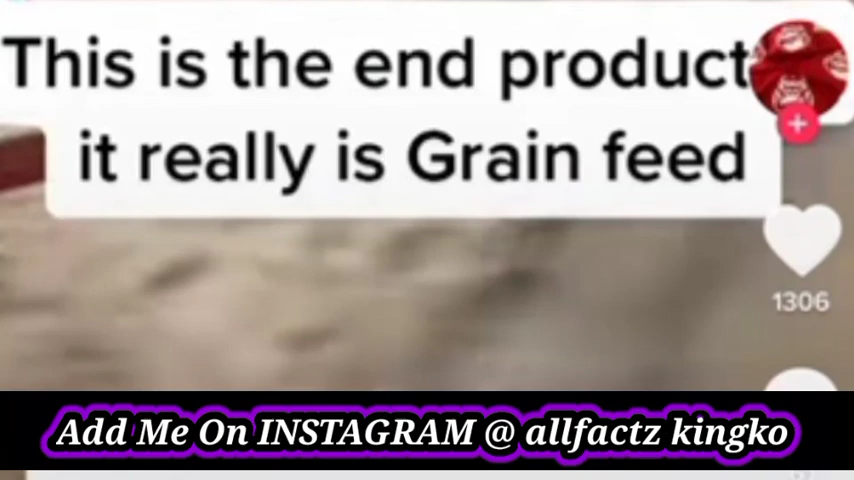 This is the end product
it really is Grain feed
1306
Add Me On INSTAGRAM @ allfactz kingko